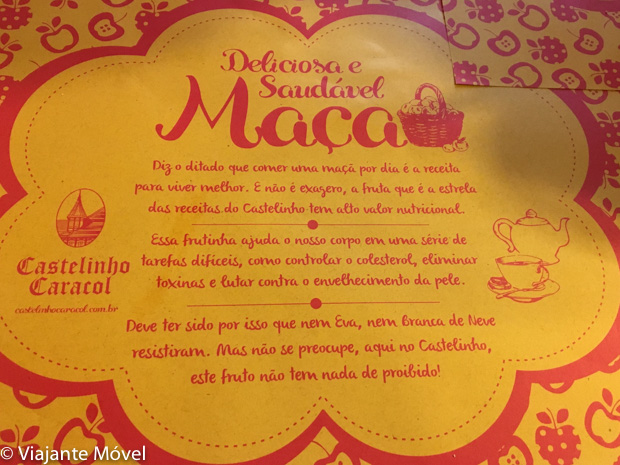 Deliciosa e
Saudável
Maçã
Diz o ditado que comer uma maçã por dia é a receita
para viver melhor. E não é exagero, a fruta que é a estrela
das receitas do Castelinho tem alto valor nutricional.
Essa frutinha ajuda o nosso corpo em uma série de
tarefas difíceis, como controlar o colesterol, eliminar
toxinas e lutar contra o envelhecimento da pele.
Deve ter sido por isso que nem Eva, nem Branca de Neve
resistiram. Mas não se preocupe, aqui no Castelinho,
este fruto não tem nada de proibido!
Castelinho
Caracol
castelinhocaracol.com.br
© Viajante Móvel